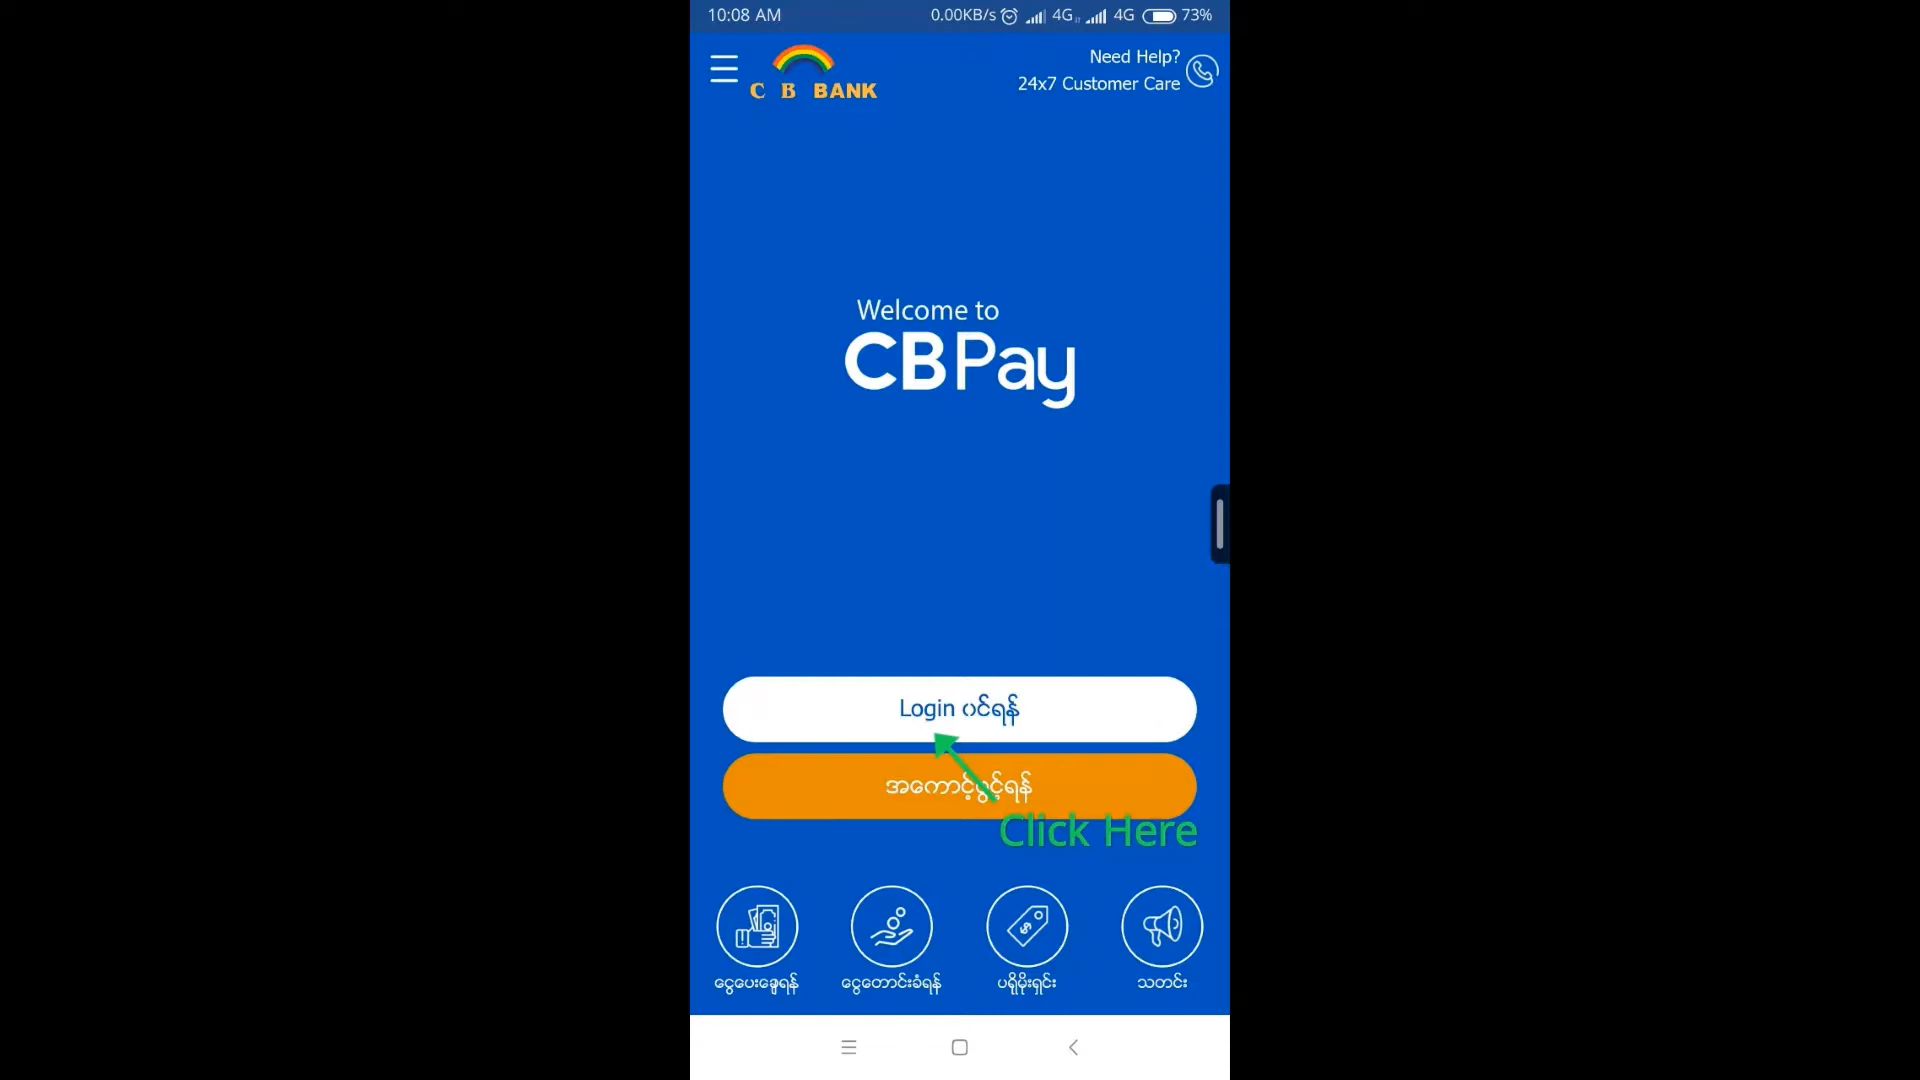 10:08 AM 0.00KB/s 4G 4G 73%
Need Help?
24x7 Customer Care
C B BANK
Welcome to
CBPay
Login ဝင်ရန်
အကောင့်ဖွင့်ရန်
Click Here
ငွေပေးချေရန် ငွေတောင်းခံရန် ပရိုမိုးရှင်း သတင်း